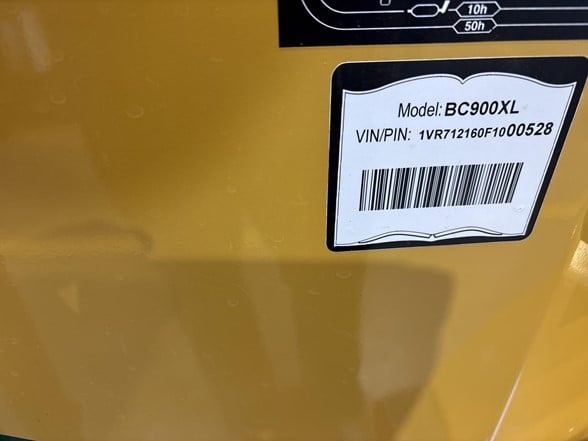 10h
50h
Model: BC900XL
VIN/PIN: 1VR712160F1000528